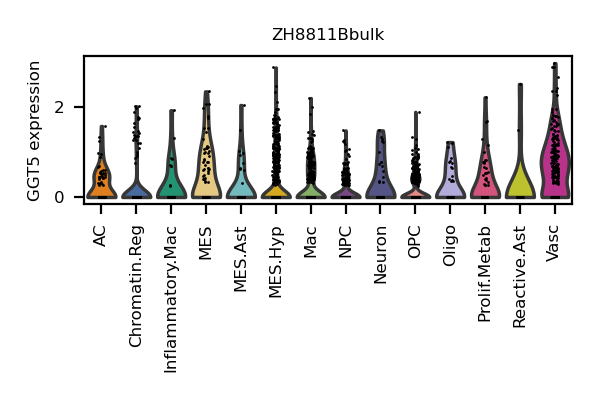 ZH8811Bbulk
GGT5 expression
2
0
AC
Chromatin.Reg
Inflammatory.Mac
MES
MES.Ast
MES.Hyp
Mac
NPC
Neuron
OPC
Oligo
Prolif.Metab
Reactive.Ast
Vasc